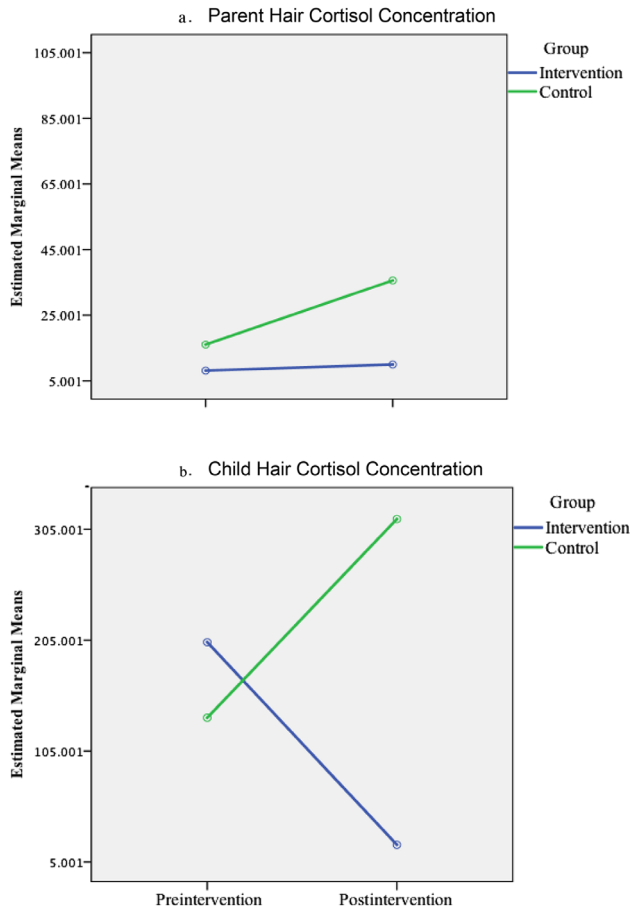 a. Parent Hair Cortisol Concentration
Group
Intervention
Control
105.001
85.001
65.001
45.001
25.001
5.001
Estimated Marginal Means
b. Child Hair Cortisol Concentration
Group
Intervention
Control
305.001
205.001
105.001
5.001
Estimated Marginal Means
Preintervention Postintervention